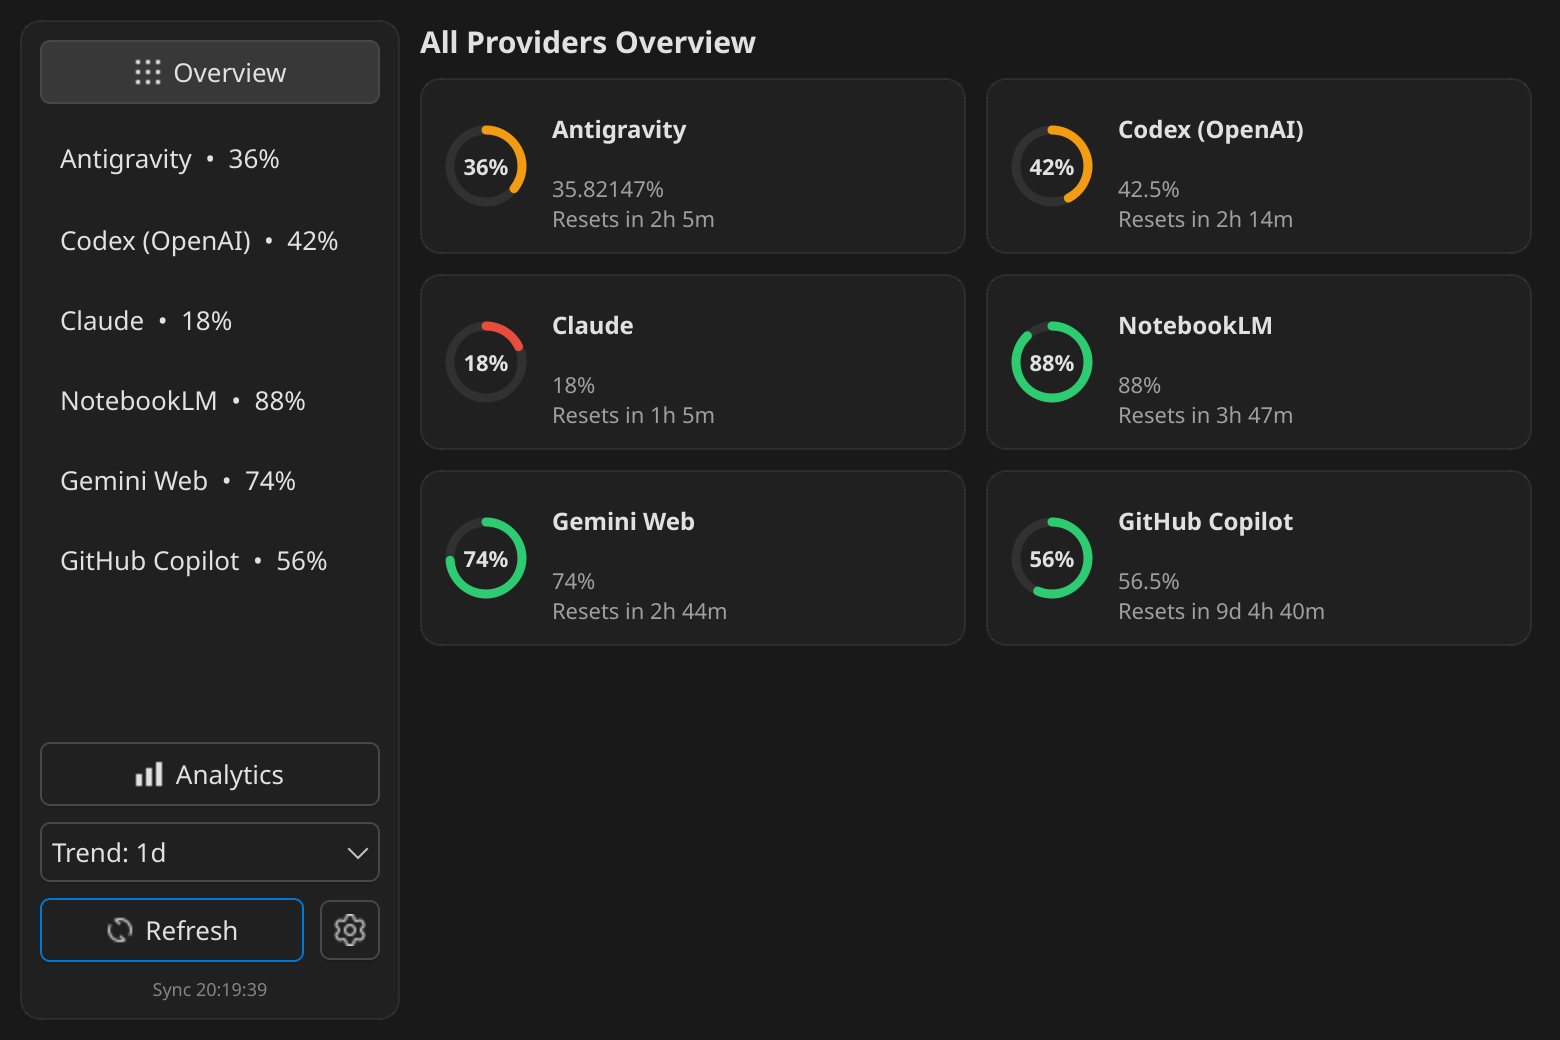 Overview
Antigravity • 36%
Codex (OpenAI) • 42%
Claude • 18%
NotebookLM • 88%
Gemini Web • 74%
GitHub Copilot • 56%
Analytics
Trend: 1d
Refresh
Sync 20:19:39
All Providers Overview
36%
Antigravity
35.82147%
Resets in 2h 5m
42%
Codex (OpenAI)
42.5%
Resets in 2h 14m
18%
Claude
18%
Resets in 1h 5m
88%
NotebookLM
88%
Resets in 3h 47m
74%
Gemini Web
74%
Resets in 2h 44m
56%
GitHub Copilot
56.5%
Resets in 9d 4h 40m